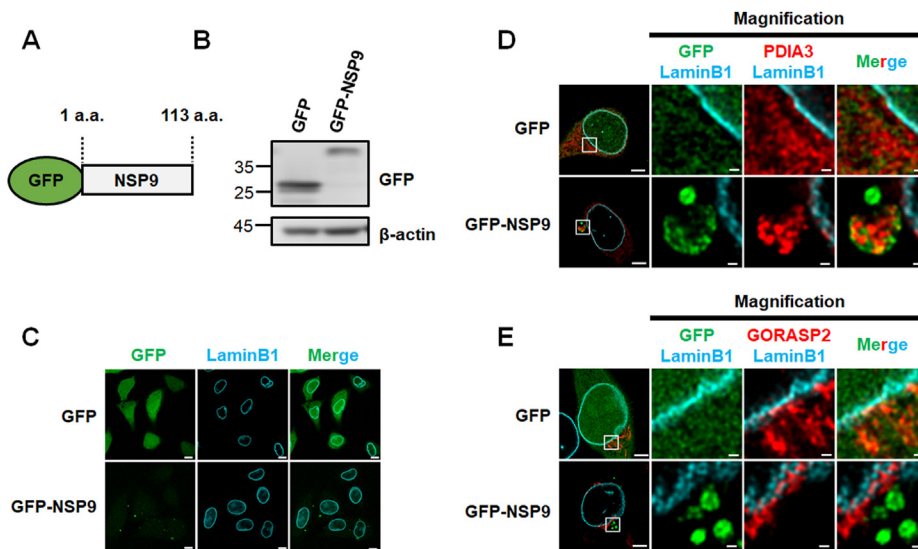 A
1 a.a.
113 a.a.
GFP
NSP9
B
GFP
GFP-NSP9
35
25
GFP
45
β-actin
C
GFP
LaminB1
Merge
GFP
GFP-NSP9
D
Magnification
GFP
PDIA3
Merge
LaminB1
LaminB1
GFP
GFP-NSP9
E
Magnification
GFP
GORASP2
Merge
LaminB1
LaminB1
GFP
GFP-NSP9